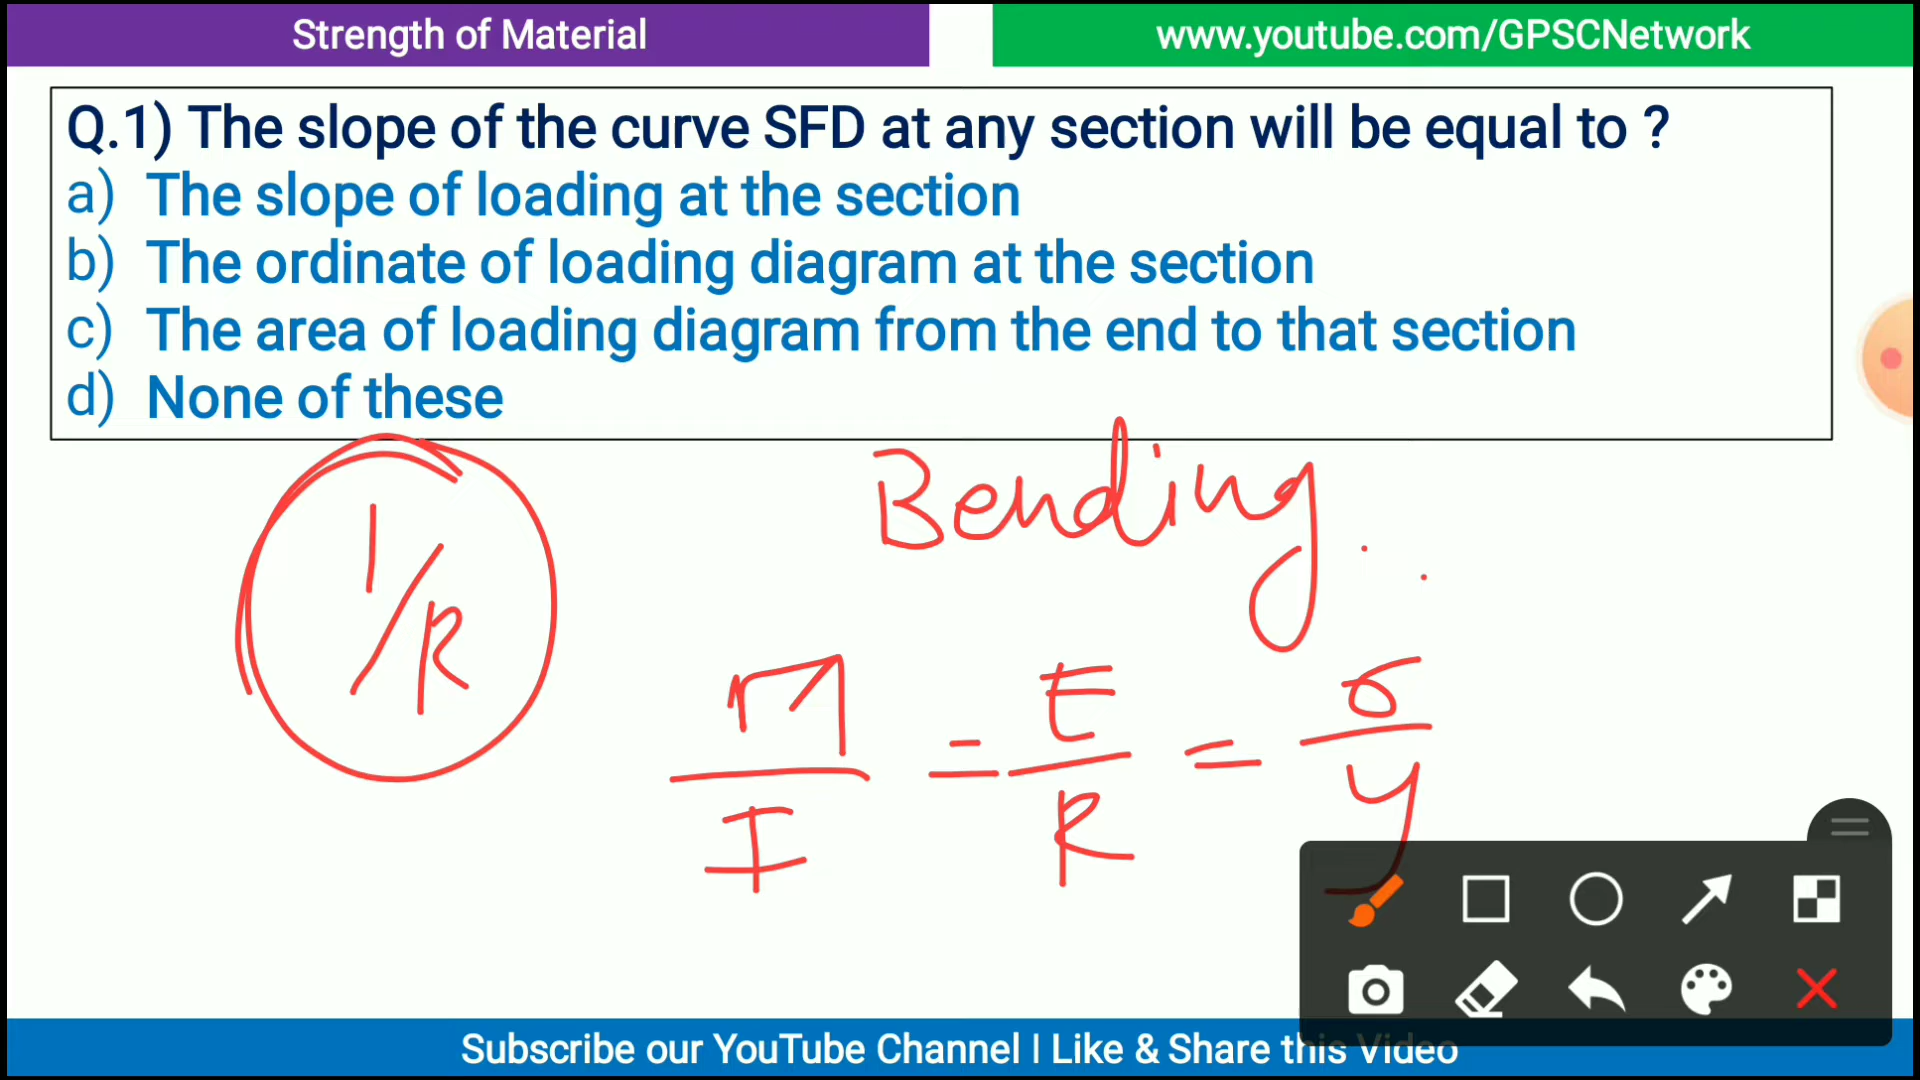 Strength of Material
www.youtube.com/GPSCNetwork
Q.1) The slope of the curve SFD at any section will be equal to ?
a) The slope of loading at the section
b) The ordinate of loading diagram at the section
c) The area of loading diagram from the end to that section
d) None of these
Bending
1/R
M/I = E/R = σ/y
Subscribe our YouTube Channel | Like & Share this Video